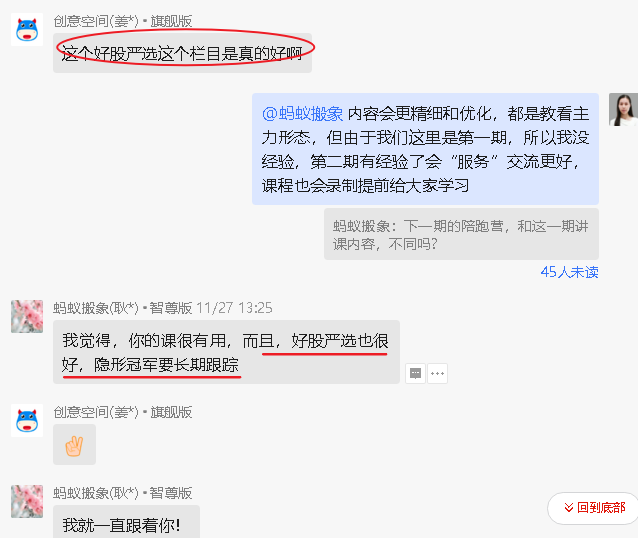 创意空间(姜*)•旗舰版
这个好股严选这个栏目是真的好啊
@蚂蚁搬象 内容会更精细和优化，都是教看主
力形态，但由于我们这里是第一期，所以我没
经验，第二期有经验了会“服务”交流更好，
课程也会录制提前给大家学习
蚂蚁搬象：下一期的陪跑营，和这一期讲
课内容，不同吗?
45人未读
蚂蚁搬象(耿*)•智尊版 11/27 13:25
我觉得，你的课很有用，而且，好股严选也很
好，隐形冠军要长期跟踪
创意空间(姜*)•旗舰版
蚂蚁搬象(耿*)•智尊版
我就一直跟着你!
回到底部